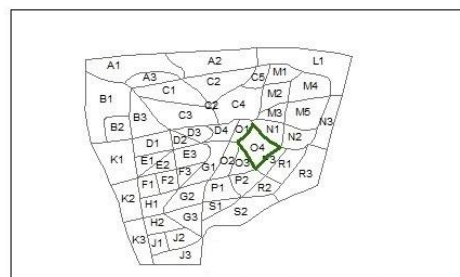 A1 A2 L1
A3 C2 C5 M1
C1 M2 M4
B1 C2 C4
B3 C3 M3 M5
B2 D3 D4 O1 N1 N2 N3
D1 D2 O4
K1 E1 E2 E3 O2 O3 P3 R1
F1 F2 F3 G1 P2 R3
K2 H1 G2 P1 R2
H2 G3 S1 S2
K3 J1 J2
J3